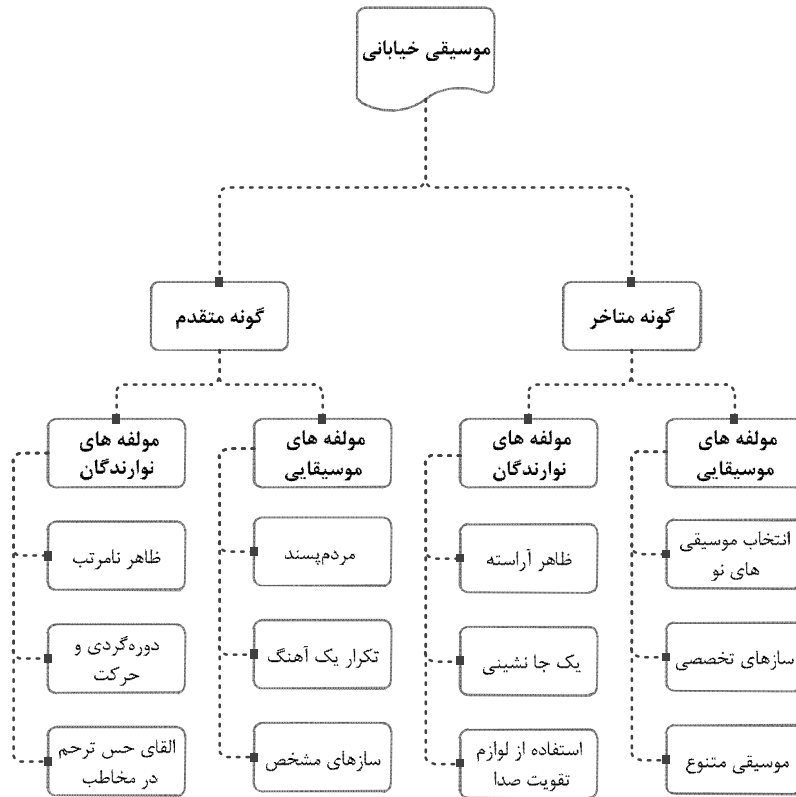 موسیقی خیابانی
گونه متاخر
گونه متقدم
مولفه های
موسیقایی
انتخاب موسیقی
های نو
سازهای تخصصی
موسیقی متنوع
مولفه های
نوارندگان
ظاهر آراسته
یک جا نشینی
استفاده از لوازم
تقویت صدا
مولفه های
موسیقایی
مردم‌پسند
تکرار یک آهنگ
سازهای مشخص
مولفه های
نوارندگان
ظاهر نامرتب
دوره‌گردی و
حرکت
القای حس ترحم
در مخاطب